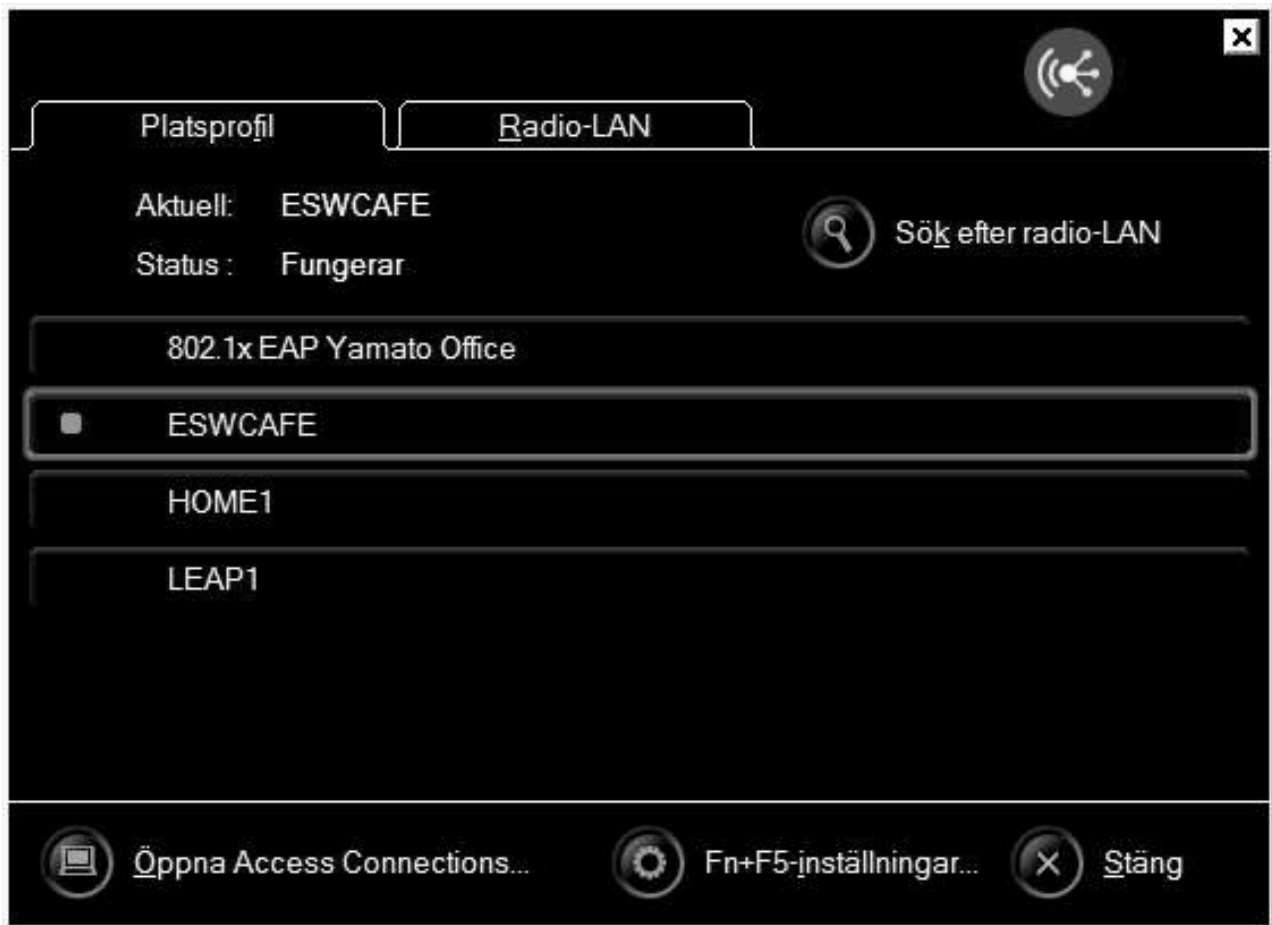 Platsprofil
Radio-LAN
Aktuell: ESWCAFE
Status : Fungerar
Sök efter radio-LAN
802.1x EAP Yamato Office
ESWCAFE
HOME1
LEAP1
Öppna Access Connections...
Fn+F5-inställningar...
Stäng